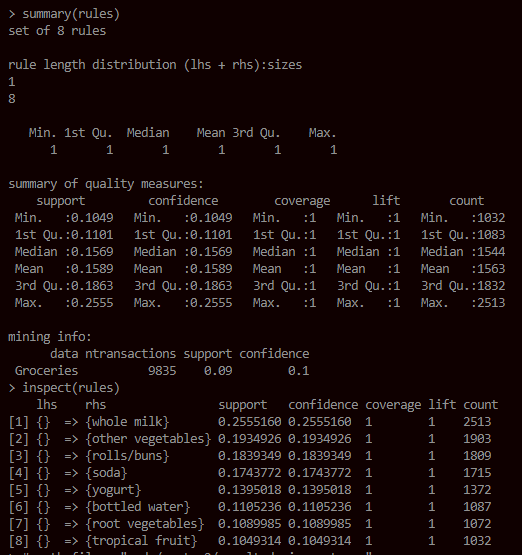 > summary(rules)
set of 8 rules
rule length distribution (lhs + rhs):sizes
1
8
Min. 1st Qu. Median Mean 3rd Qu. Max.
1 1 1 1 1 1
summary of quality measures:
support confidence coverage lift count
Min. :0.1049 Min. :0.1049 Min. :1 Min. :1 Min. :1032
1st Qu.:0.1101 1st Qu.:0.1101 1st Qu.:1 1st Qu.:1 1st Qu.:1083
Median :0.1569 Median :0.1569 Median :1 Median :1 Median :1544
Mean :0.1589 Mean :0.1589 Mean :1 Mean :1 Mean :1563
3rd Qu.:0.1863 3rd Qu.:0.1863 3rd Qu.:1 3rd Qu.:1 3rd Qu.:1832
Max. :0.2555 Max. :0.2555 Max. :1 Max. :1 Max. :2513
mining info:
data ntransactions support confidence
Groceries 9835 0.09 0.1
> inspect(rules)
lhs rhs support confidence coverage lift count
[1] {} => {whole milk} 0.2555160 0.2555160 1 1 2513
[2] {} => {other vegetables} 0.1934926 0.1934926 1 1 1903
[3] {} => {rolls/buns} 0.1839349 0.1839349 1 1 1809
[4] {} => {soda} 0.1743772 0.1743772 1 1 1715
[5] {} => {yogurt} 0.1395018 0.1395018 1 1 1372
[6] {} => {bottled water} 0.1105236 0.1105236 1 1 1087
[7] {} => {root vegetables} 0.1089985 0.1089985 1 1 1072
[8] {} => {tropical fruit} 0.1049314 0.1049314 1 1 1032